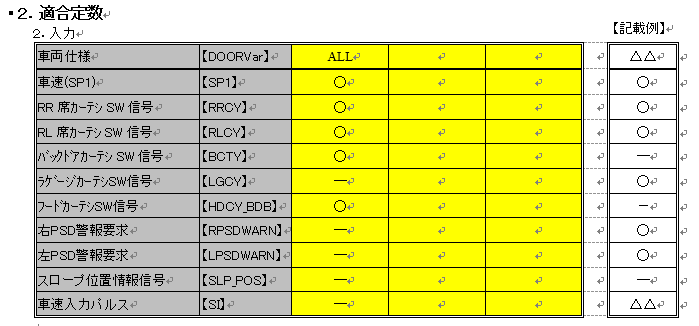 ２．適合定数
２．入力
【記載例】
車両仕様 【DOORVar】 ALL △△
車速(SP1) 【SP1】 ○ ○
RR 席ｶｰﾃｼ SW 信号 【RRCY】 ○ ○
RL 席ｶｰﾃｼ SW 信号 【RLCY】 ○ ○
ﾊﾞｯｸﾄﾞｱｶｰﾃｼ SW 信号 【BCTY】 ○ ―
ﾗｹﾞｰｼﾞｶｰﾃｼSW信号 【LGCY】 ― ○
ﾌｰﾄﾞｶｰﾃｼSW信号 【HDCY_BDB】 ○ －
右PSD警報要求 【RPSDWARN】 ― ○
左PSD警報要求 【LPSDWARN】 ― ○
スロープ位置情報信号 【SLP_POS】 ― ―
車速入力パルス 【SI】 ― △△